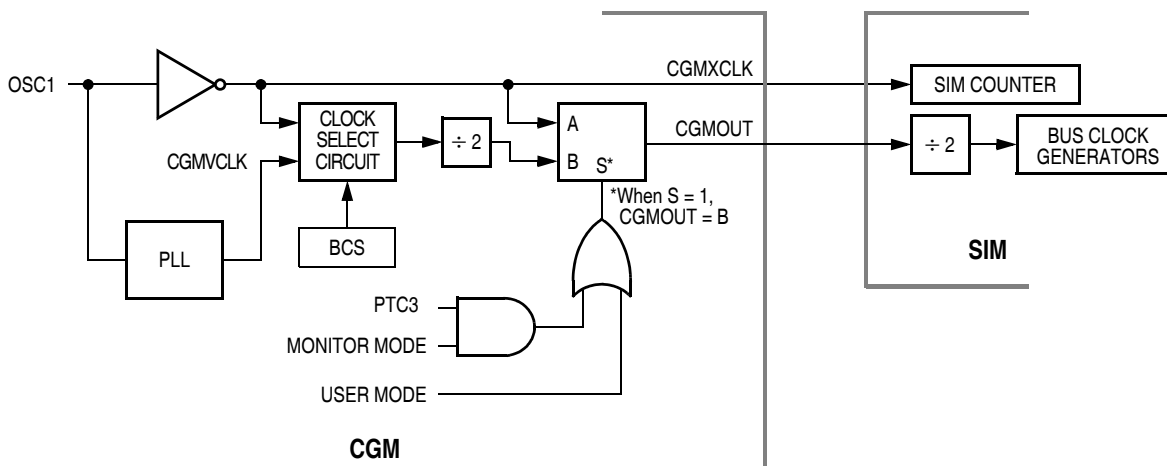 OSC1
CGMXCLK
SIM COUNTER
CLOCK
SELECT
CIRCUIT
÷ 2
A
B
S*
CGMOUT
÷ 2
BUS CLOCK
GENERATORS
CGMVCLK
*When S = 1,
CGMOUT = B
PLL
BCS
SIM
PTC3
MONITOR MODE
USER MODE
CGM